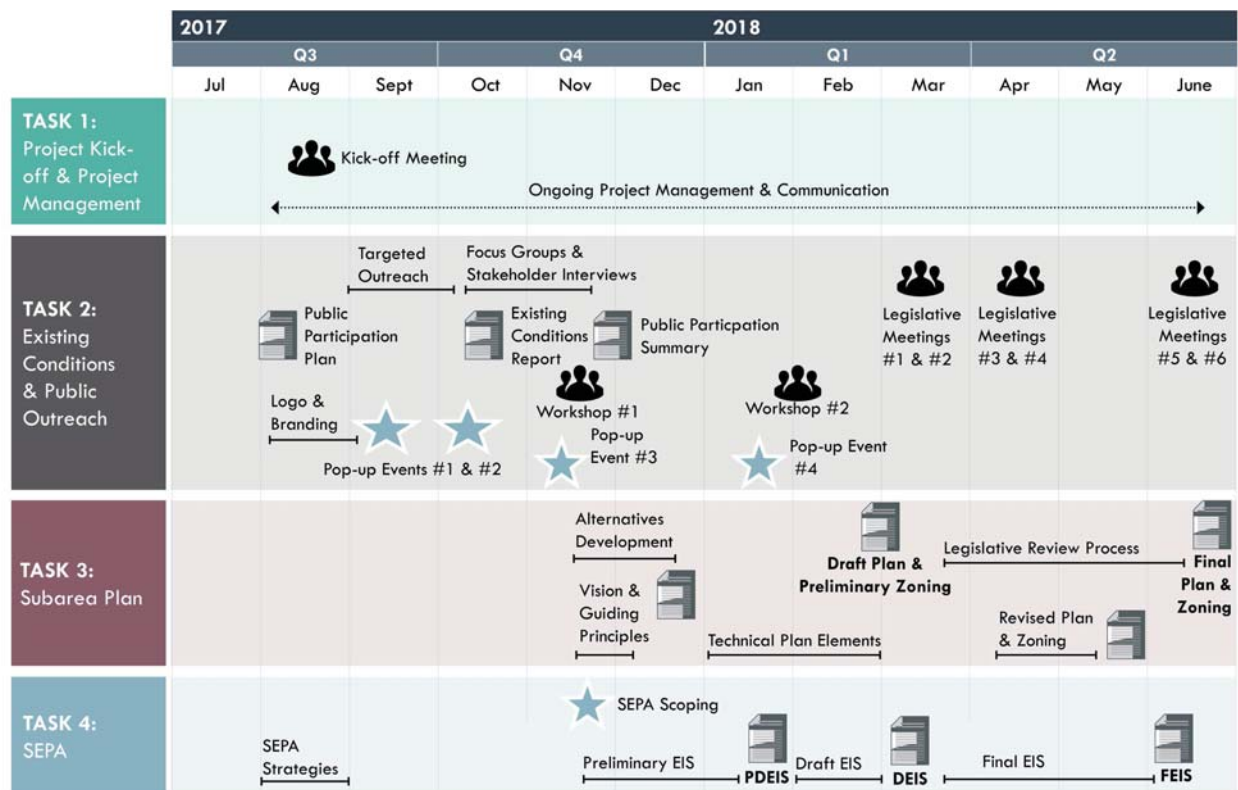 2017
2018
Q3
Q4
Q1
Q2
Jul
Aug
Sept
Oct
Nov
Dec
Jan
Feb
Mar
Apr
May
June
TASK 1:
Project Kick-
off & Project
Management
Kick-off Meeting
Ongoing Project Management & Communication
TASK 2:
Existing
Conditions
& Public
Outreach
Targeted
Outreach
Focus Groups &
Stakeholder Interviews
Public
Participation
Plan
Existing
Conditions
Report
Public Particpation
Summary
Legislative
Meetings
#1 & #2
Legislative
Meetings
#3 & #4
Legislative
Meetings
#5 & #6
Logo &
Branding
Workshop #1
Workshop #2
Pop-up Events #1 & #2
Pop-up
Event #3
Pop-up Event
#4
TASK 3:
Subarea Plan
Alternatives
Development
Vision &
Guiding
Principles
Technical Plan Elements
Draft Plan &
Preliminary Zoning
Legislative Review Process
Revised Plan
& Zoning
Final
Plan &
Zoning
TASK 4:
SEPA
SEPA
Strategies
SEPA Scoping
Preliminary EIS
PDEIS
Draft EIS
DEIS
Final EIS
FEIS